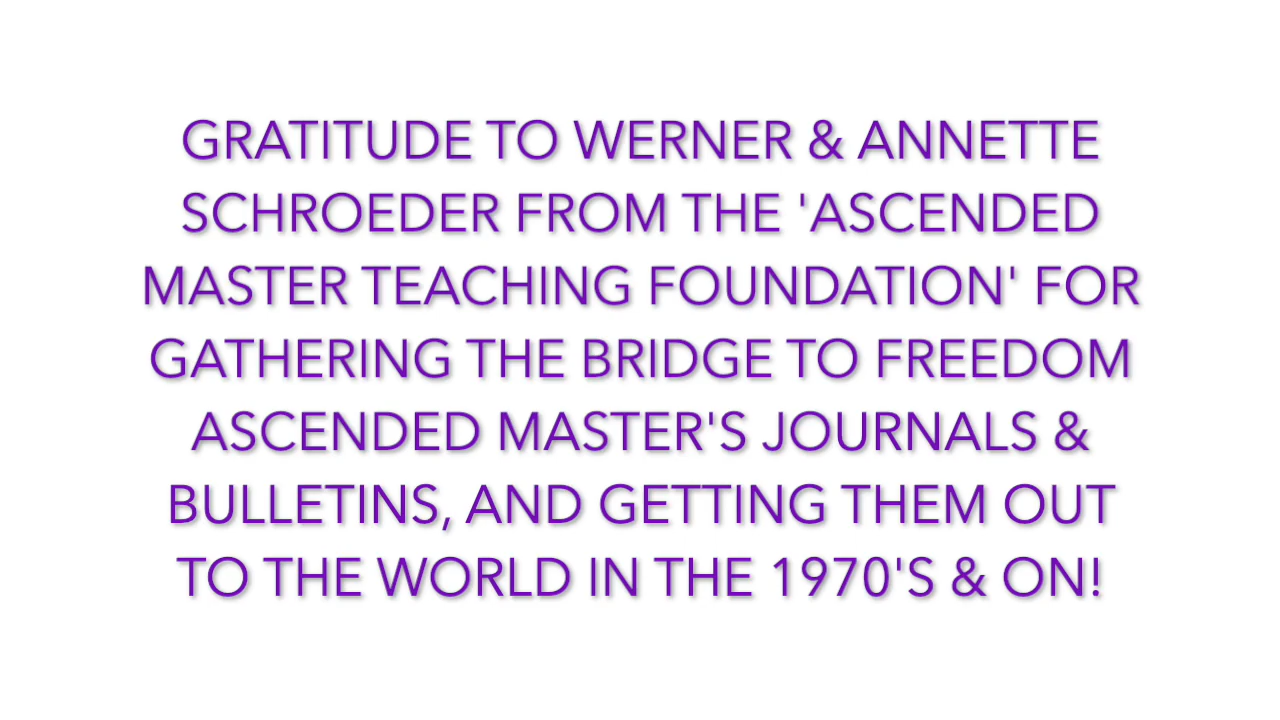 GRATITUDE TO WERNER & ANNETTE
SCHROEDER FROM THE 'ASCENDED
MASTER TEACHING FOUNDATION' FOR
GATHERING THE BRIDGE TO FREEDOM
ASCENDED MASTER'S JOURNALS &
BULLETINS, AND GETTING THEM OUT
TO THE WORLD IN THE 1970'S & ON!